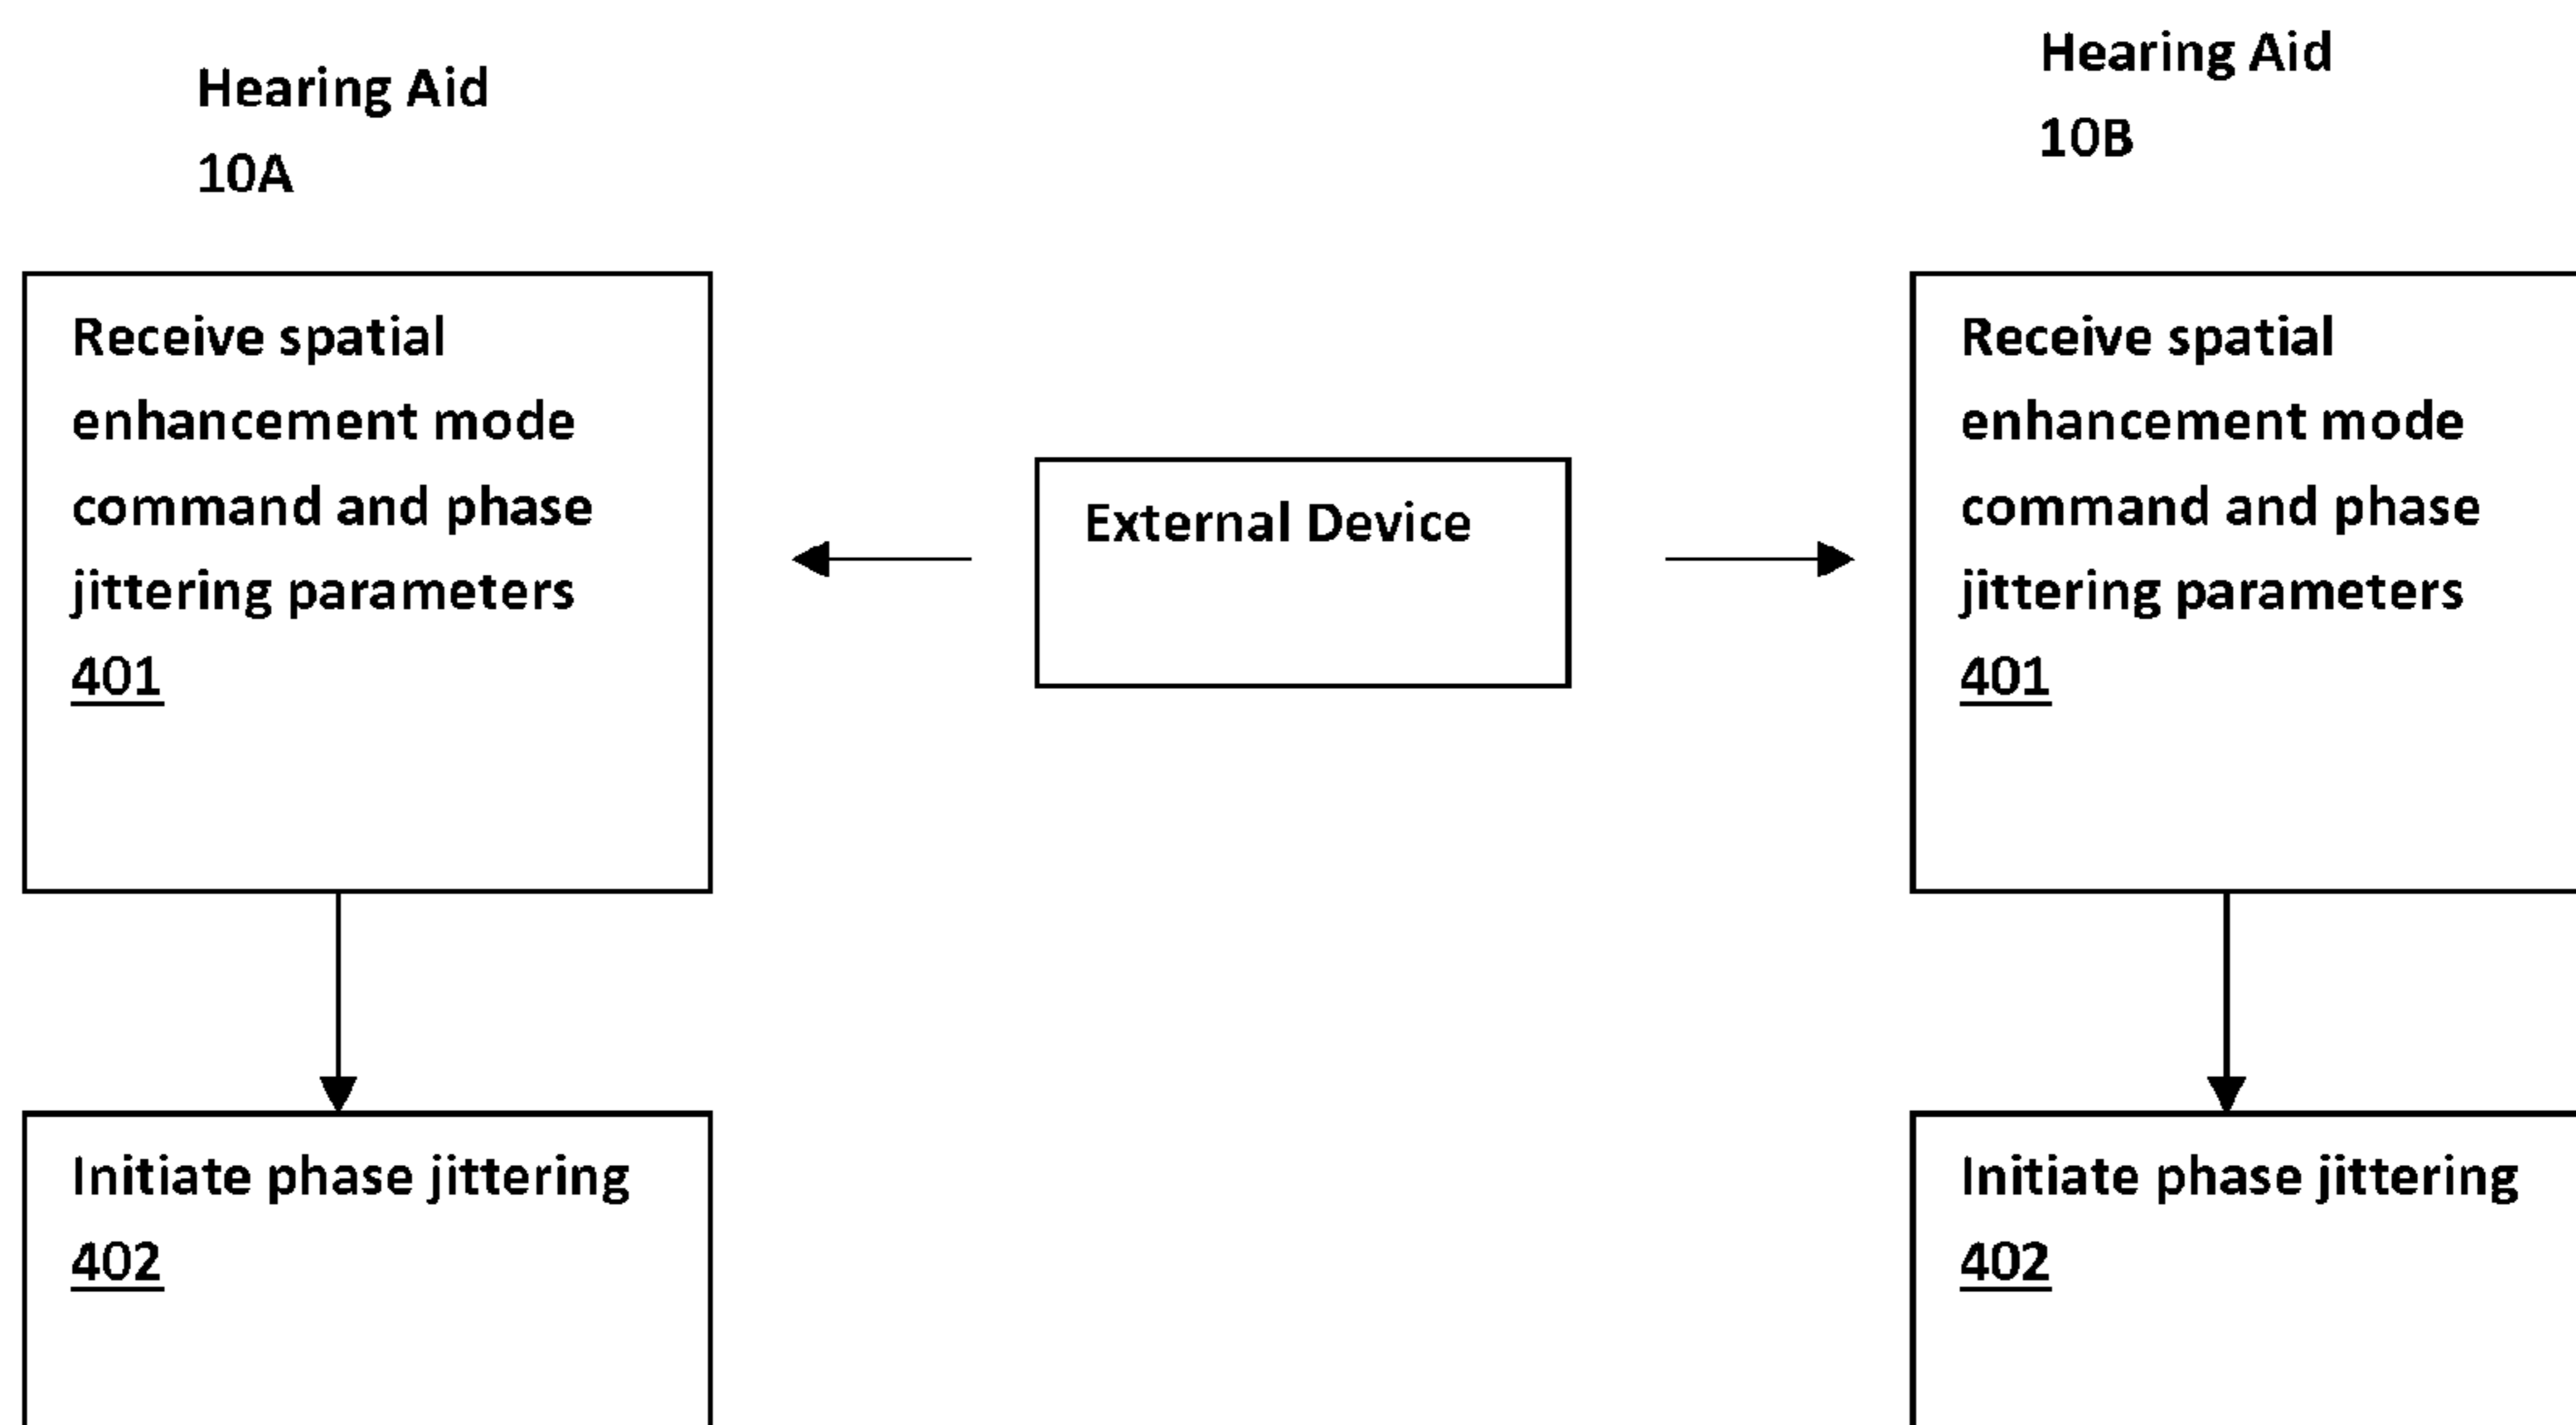 Hearing Aid
10A
Hearing Aid
10B
Receive spatial
enhancement mode
command and phase
jittering parameters
401
External Device
Receive spatial
enhancement mode
command and phase
jittering parameters
401
Initiate phase jittering
402
Initiate phase jittering
402